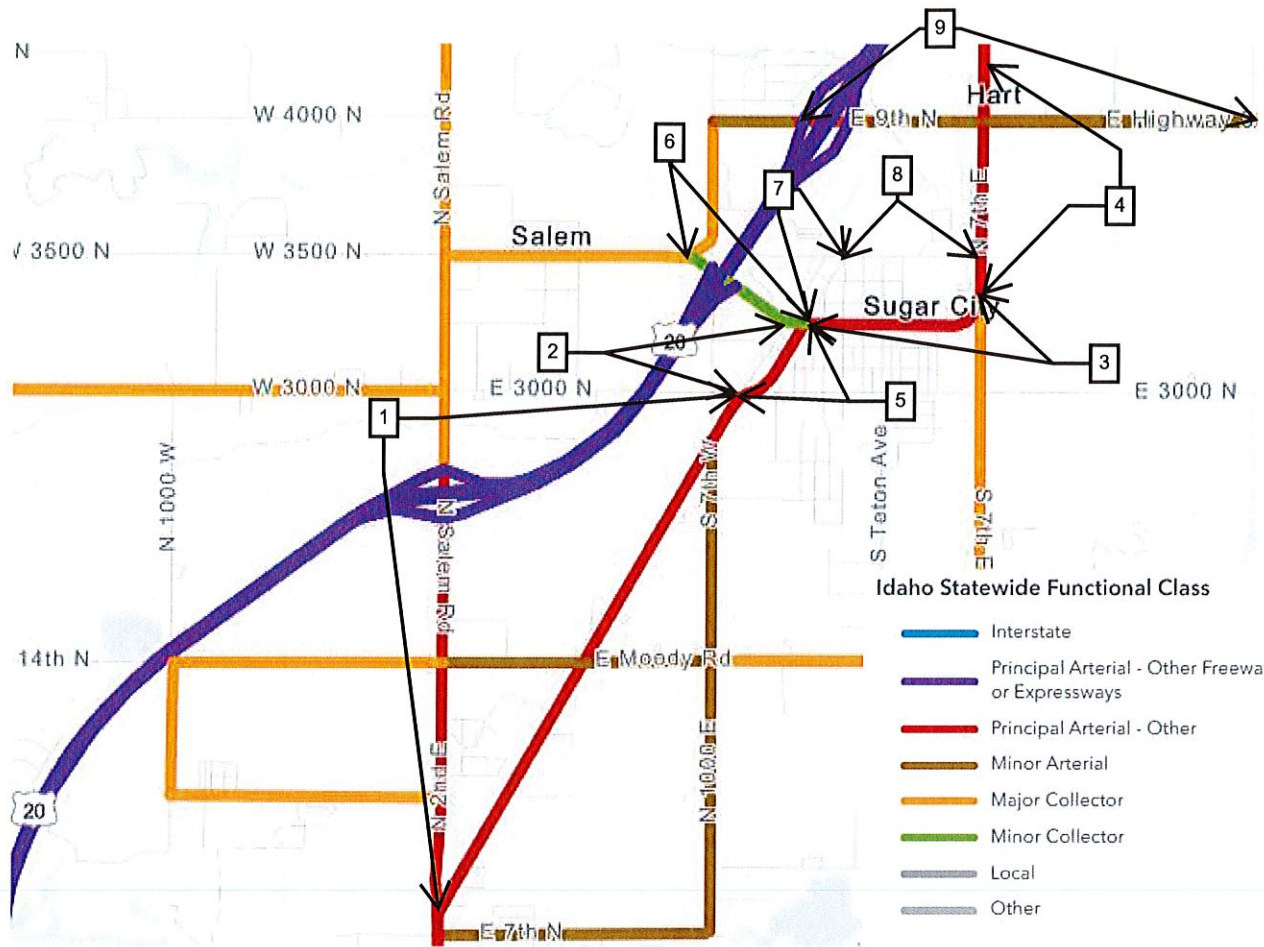 N
9
Hart
W 4000 N
N Salem Rd
E 9th N
E Highway
6
7
8
4
N 7th E
V 3500 N
W 3500 N
Salem
Sugar City
2
20
3
W 3000 N
E 3000 N
E 3000 N
1
5
N 1000 W
S 7th W
S Teton Ave
S 7th E
N Salem Rd
14th N
E Moody Rd
N 2nd E
N 1000 E
20
E 7th N
Idaho Statewide Functional Class
Interstate
Principal Arterial - Other Freewa
or Expressways
Principal Arterial - Other
Minor Arterial
Major Collector
Minor Collector
Local
Other